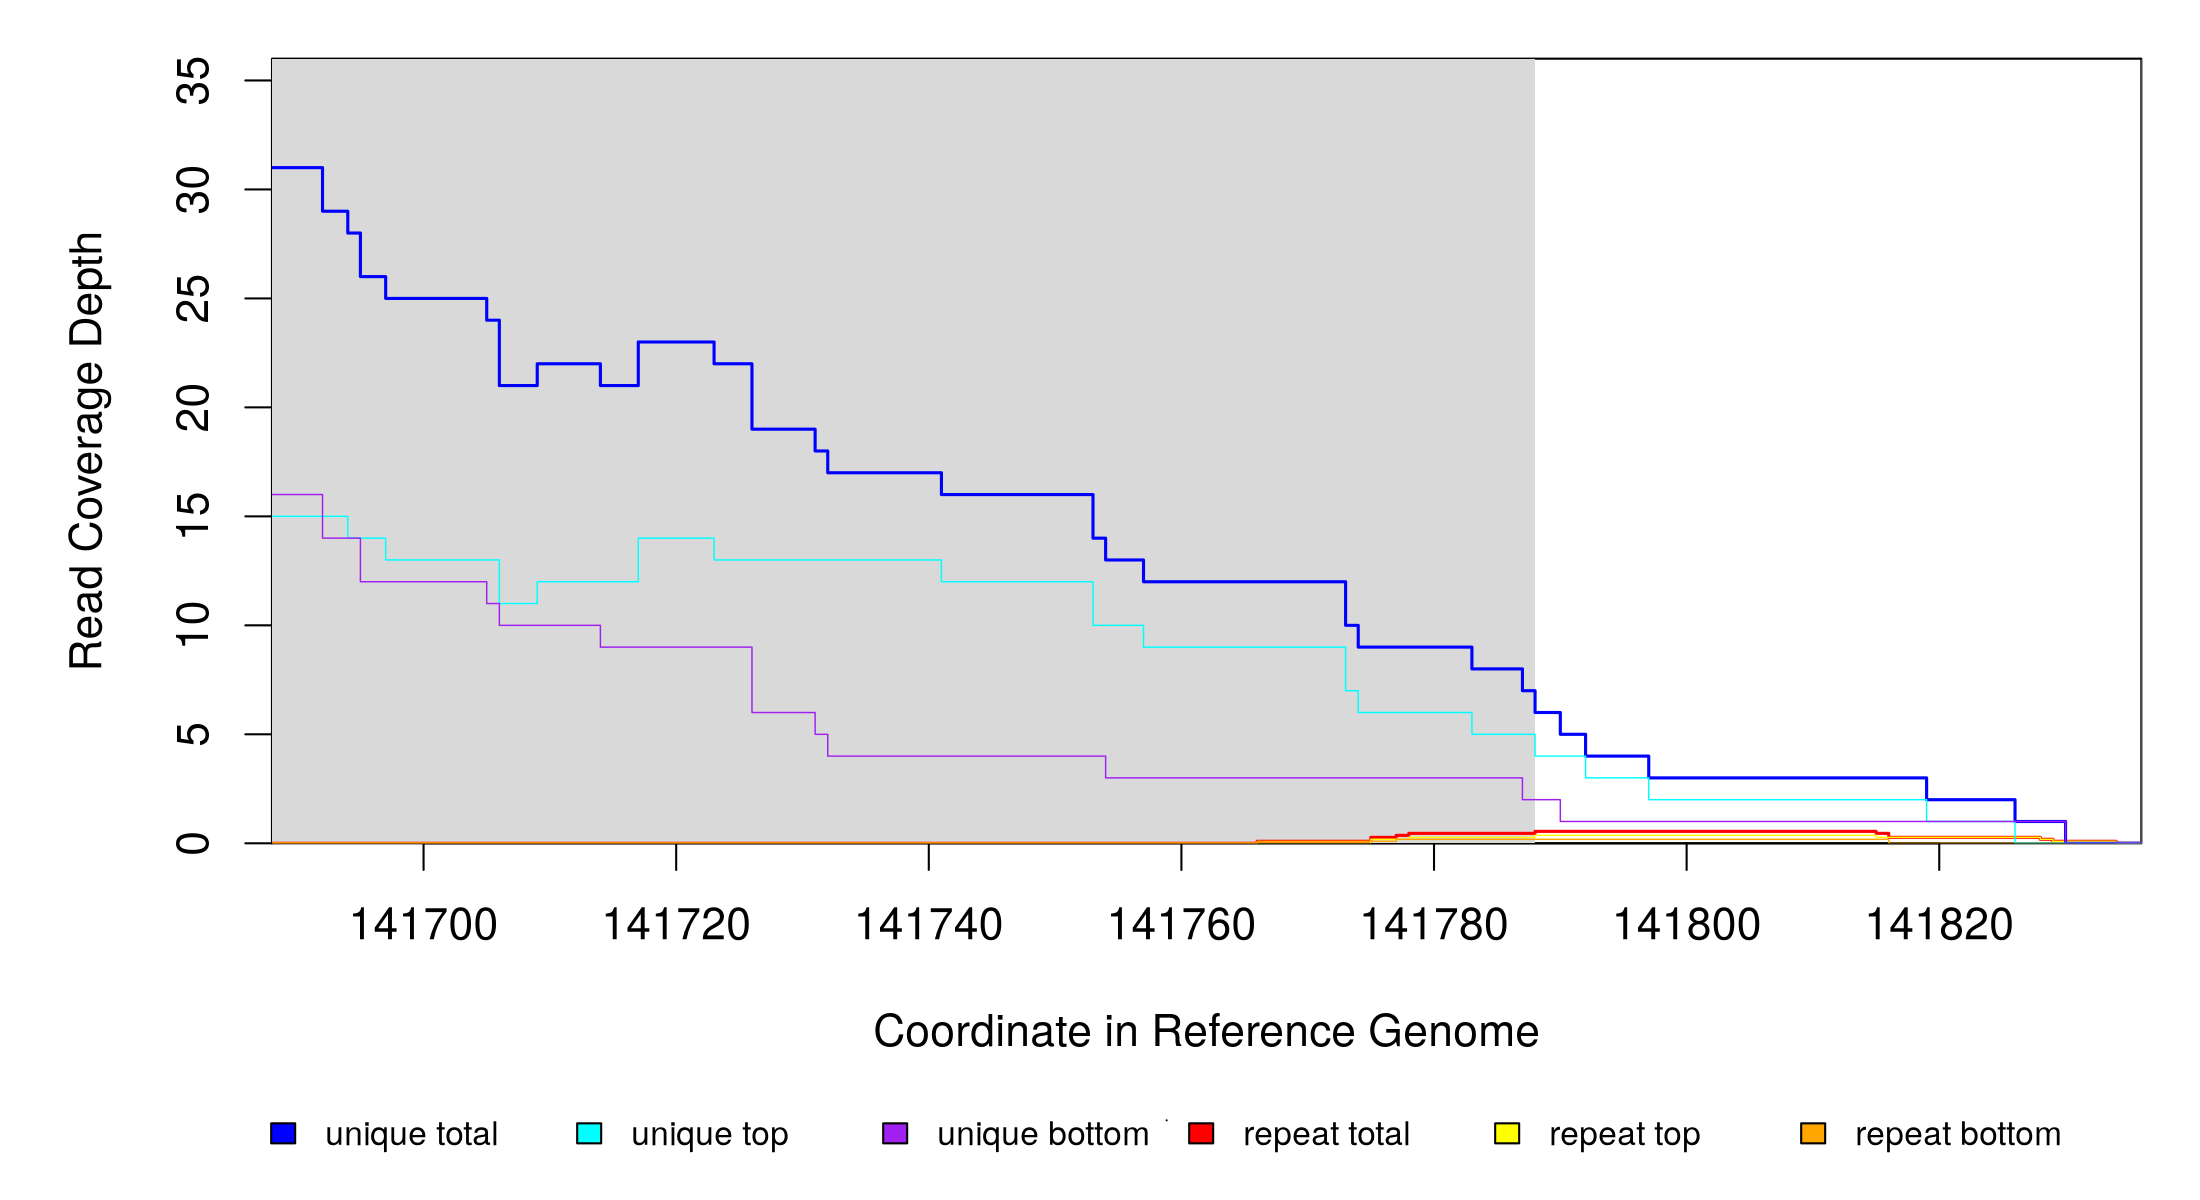 35
30
25
20
15
10
5
0
Read Coverage Depth
141700 141720 141740 141760 141780 141800 141820
Coordinate in Reference Genome
unique total unique top unique bottom repeat total repeat top repeat bottom